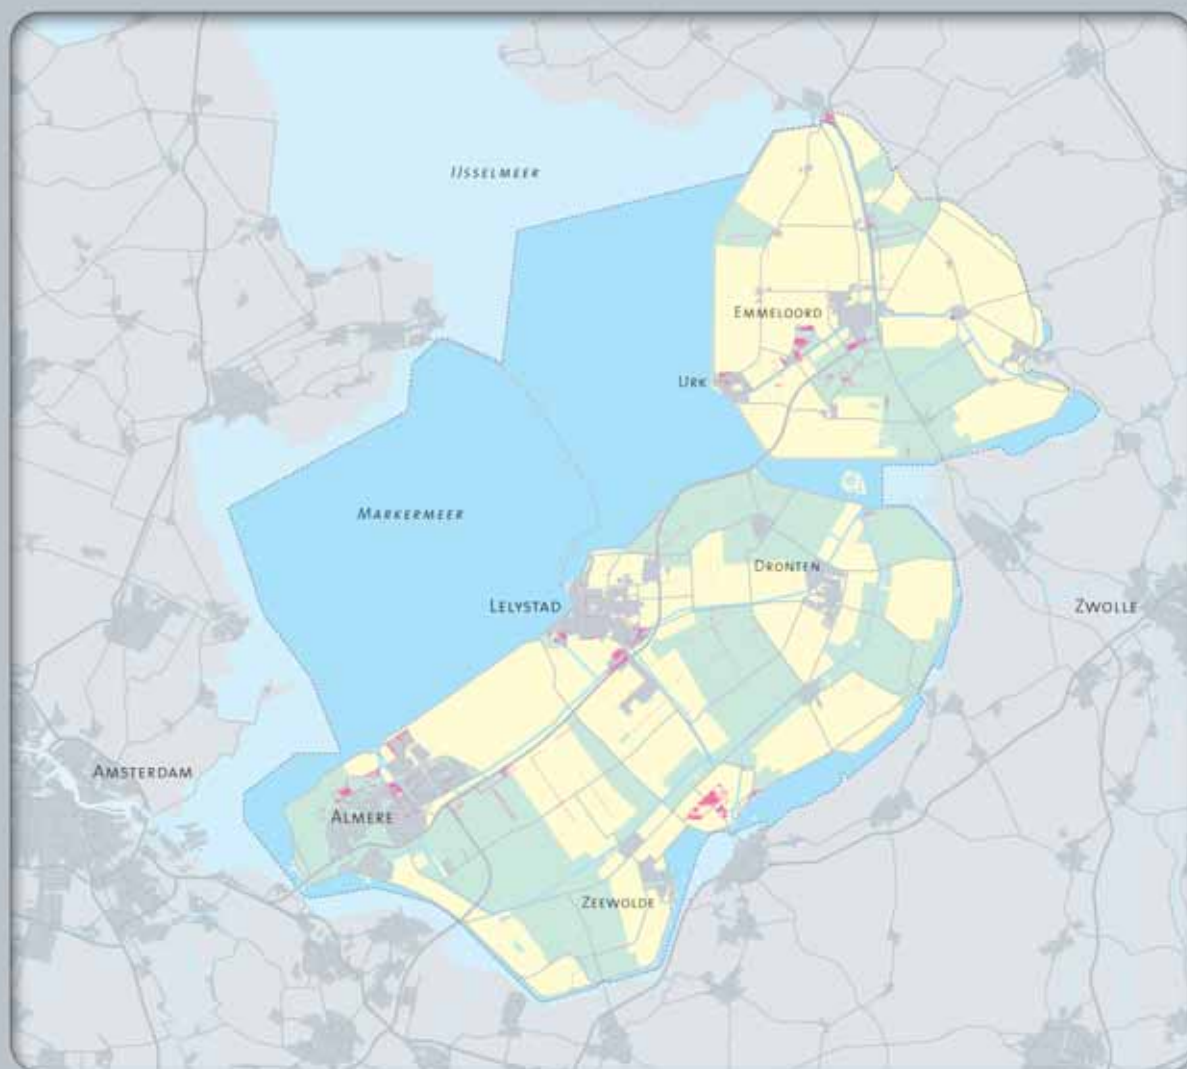 IJSSELMEER
EMMELOORD
URK
MARKERMEER
DRONTEN
LELYSTAD
ZWOLLE
AMSTERDAM
ALMERE
ZEEWOLDE